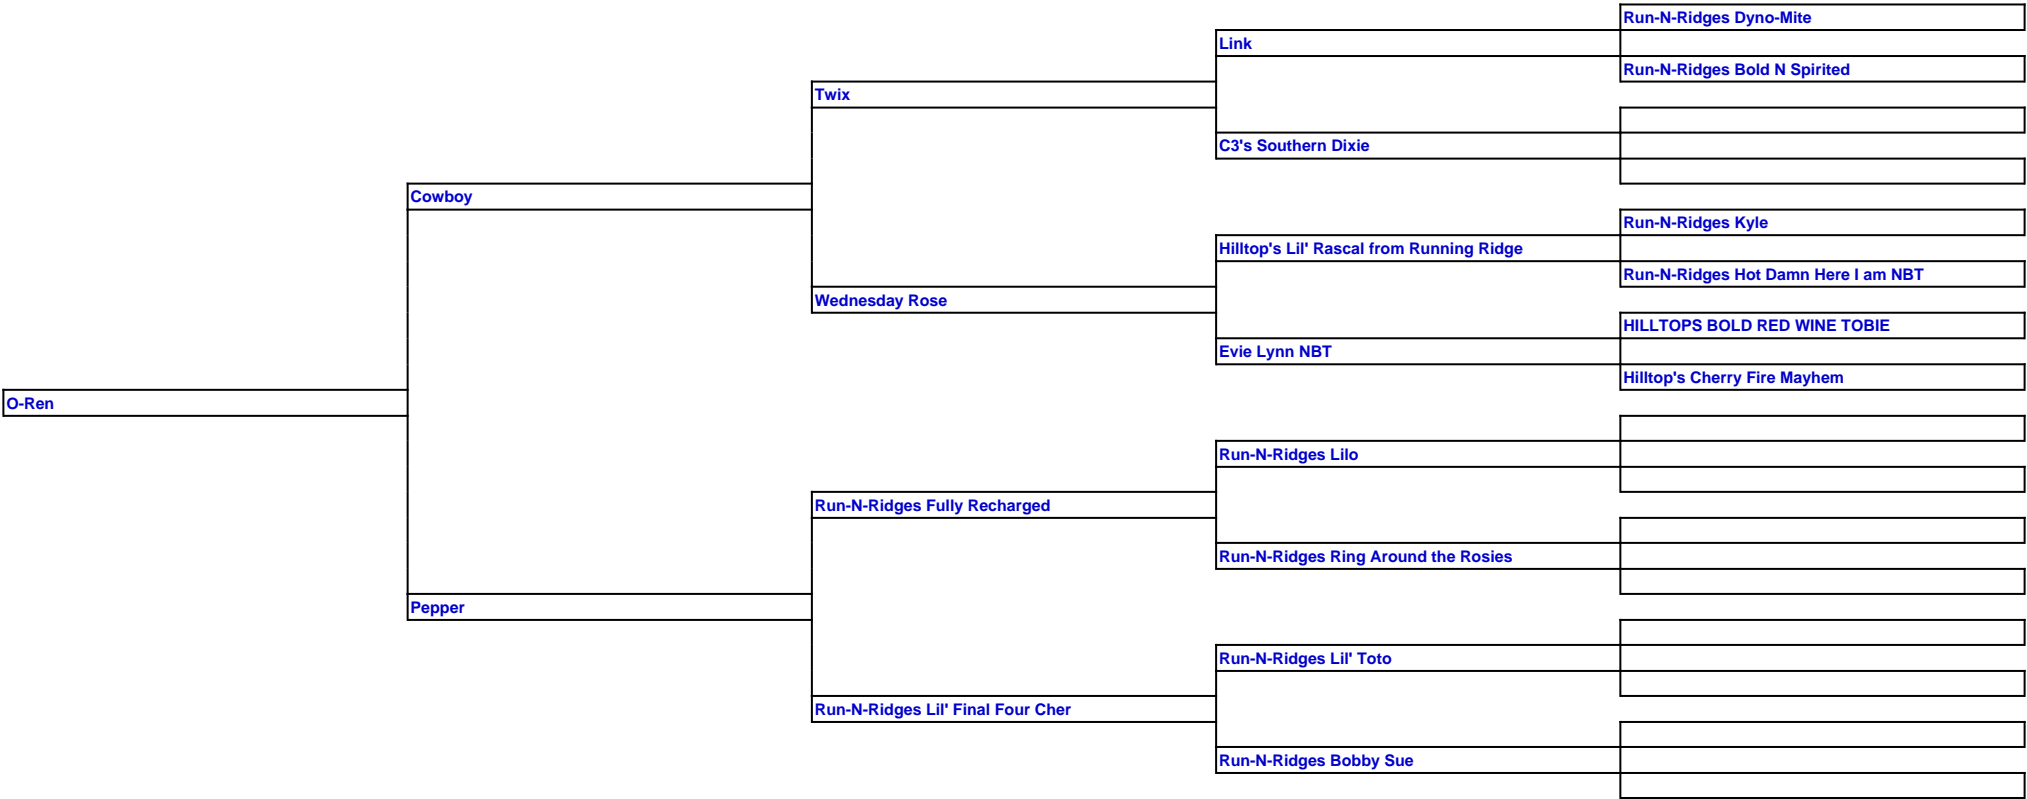 Run-N-Ridges Dyno-Mite
Link
Run-N-Ridges Bold N Spirited
Twix
C3's Southern Dixie
Cowboy
Run-N-Ridges Kyle
Hilltop's Lil' Rascal from Running Ridge
Run-N-Ridges Hot Damn Here I am NBT
Wednesday Rose
HILLTOPS BOLD RED WINE TOBIE
Evie Lynn NBT
Hilltop's Cherry Fire Mayhem
O-Ren
Run-N-Ridges Lilo
Run-N-Ridges Fully Recharged
Run-N-Ridges Ring Around the Rosies
Pepper
Run-N-Ridges Lil' Toto
Run-N-Ridges Lil' Final Four Cher
Run-N-Ridges Bobby Sue